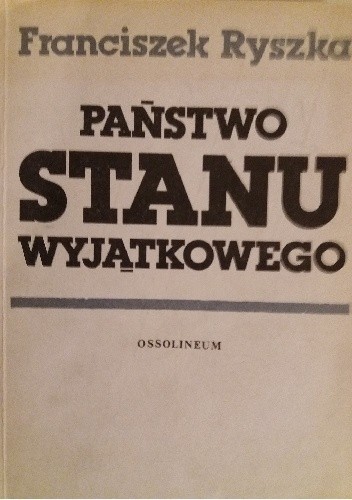 Franciszek Ryszka
PAŃSTWO
STANU
WYJĄTKOWEGO
OSSOLINEUM